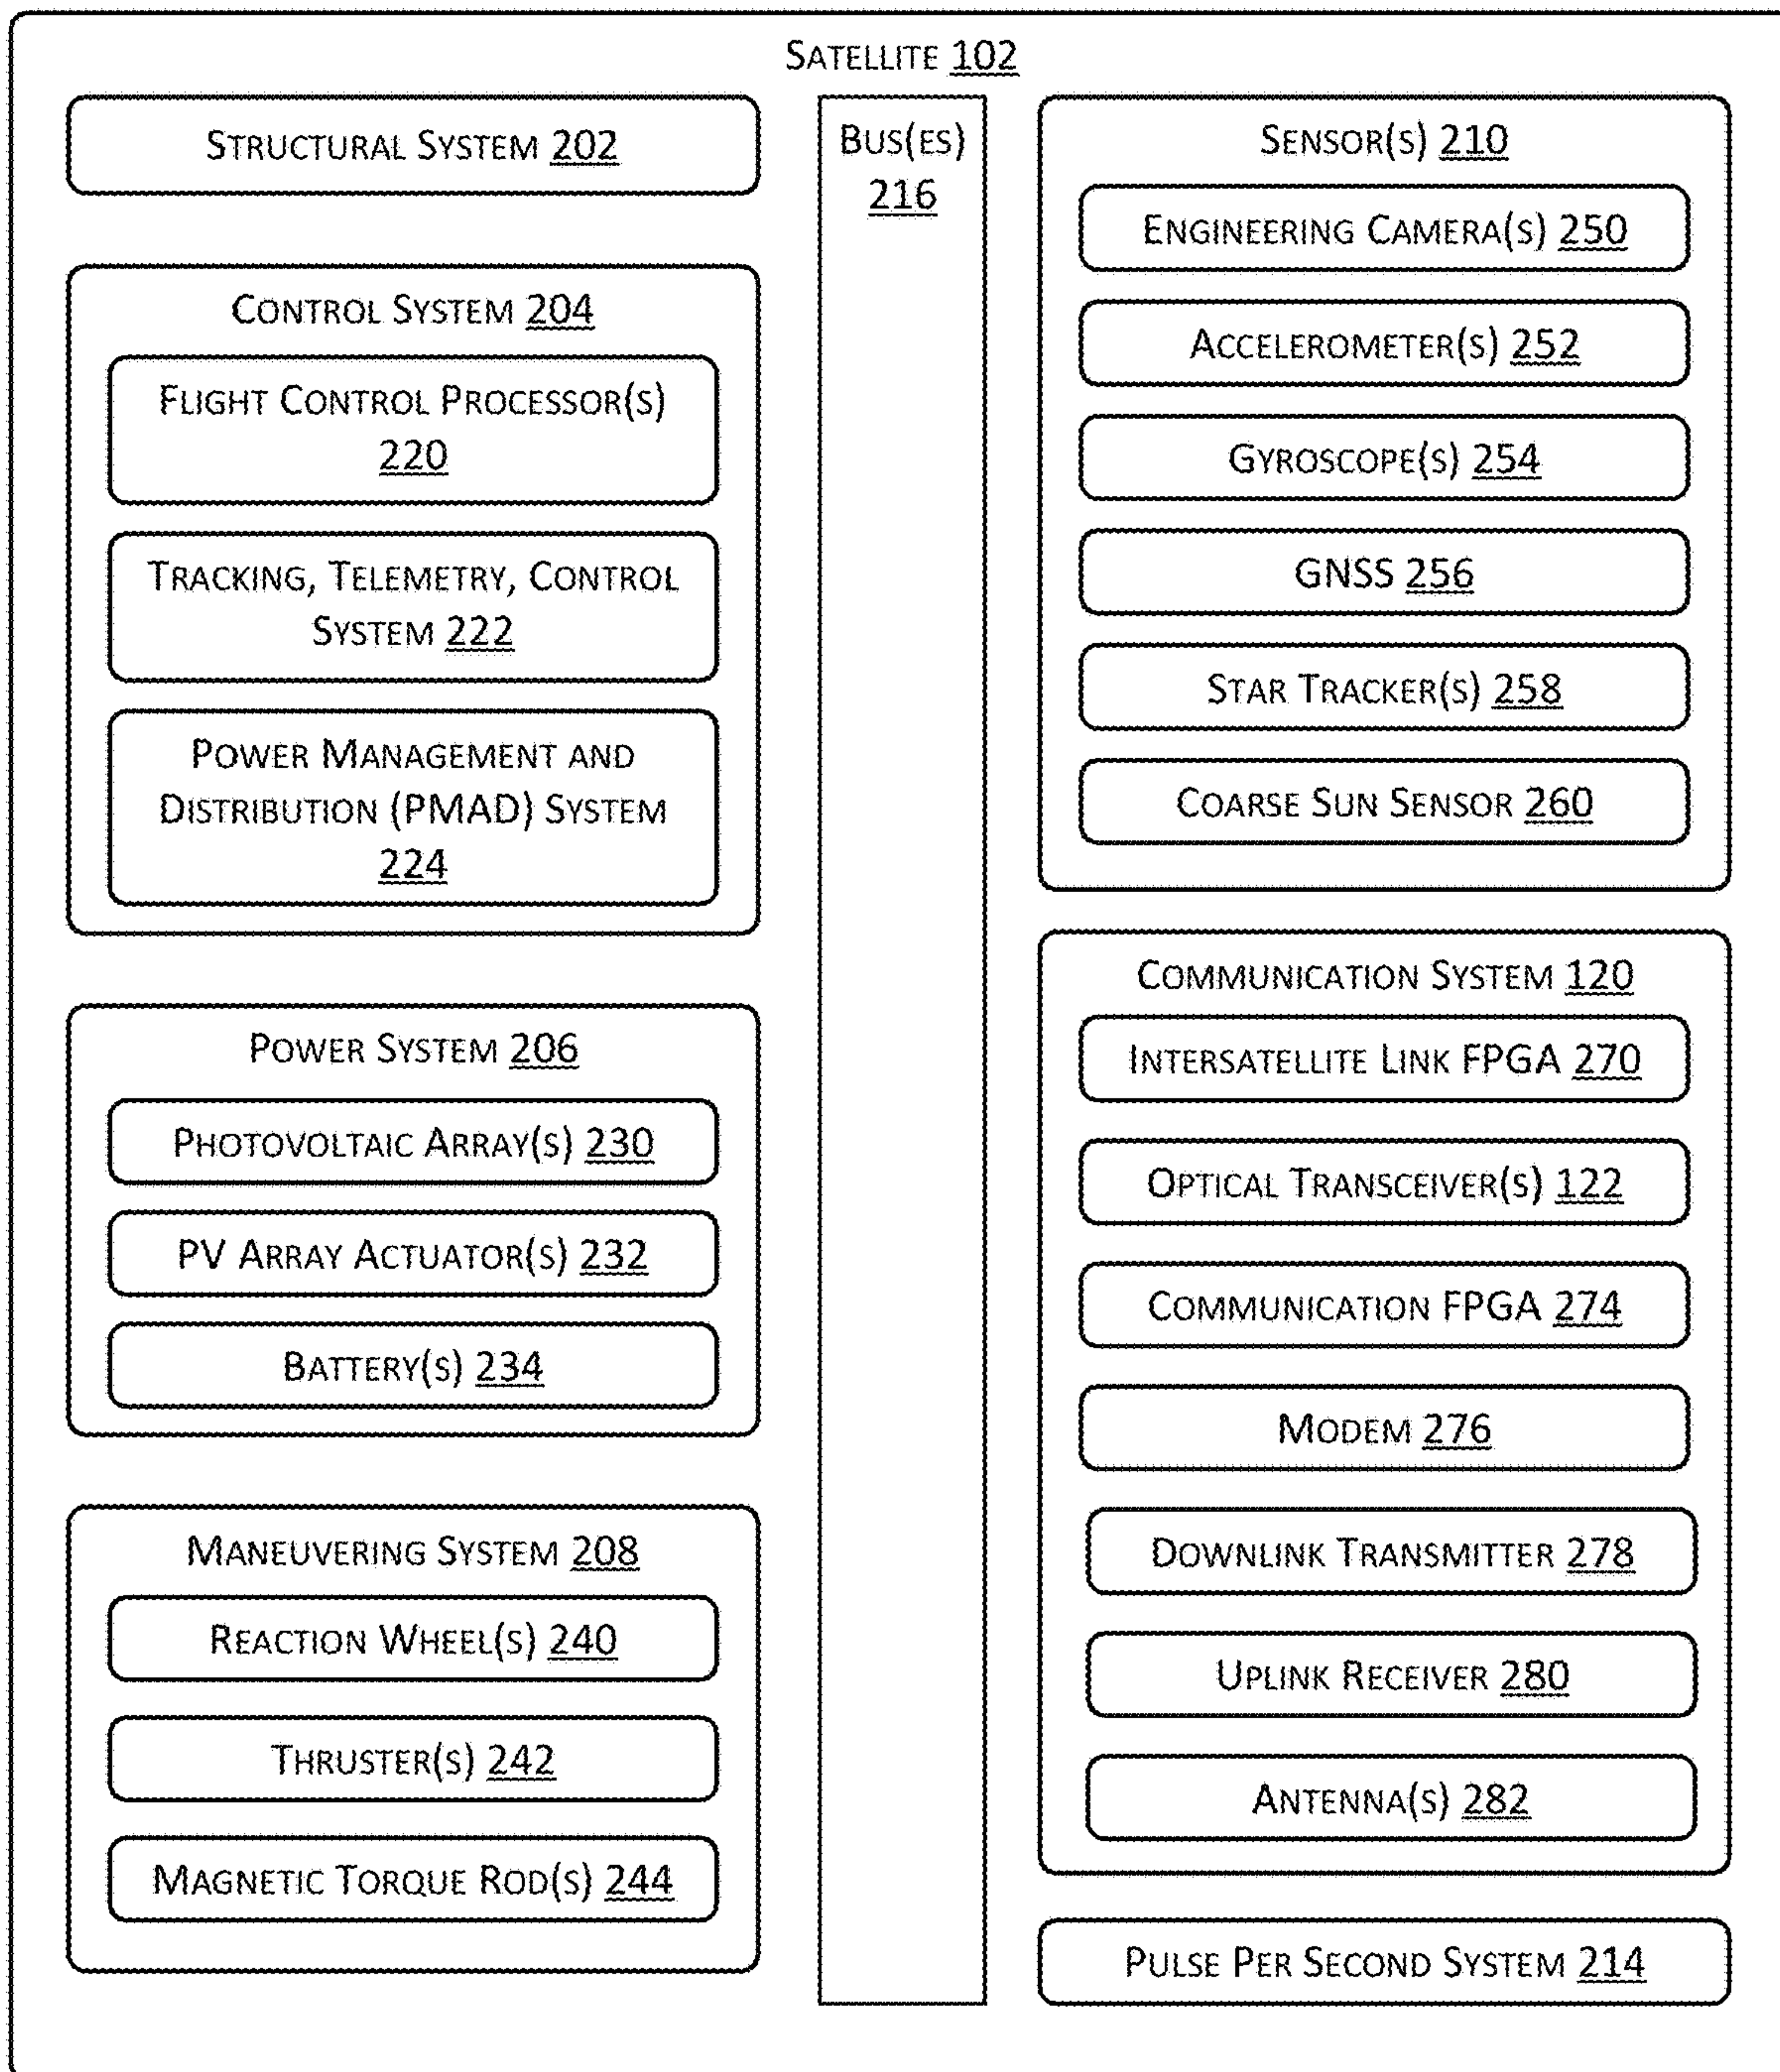 SATELLITE 102
STRUCTURAL SYSTEM 202
CONTROL SYSTEM 204
FLIGHT CONTROL PROCESSOR(S)
220
TRACKING, TELEMETRY, CONTROL
SYSTEM 222
POWER MANAGEMENT AND
DISTRIBUTION (PMAD) SYSTEM
224
POWER SYSTEM 206
PHOTOVOLTAIC ARRAY(S) 230
PV ARRAY ACTUATOR(S) 232
BATTERY(S) 234
MANEUVERING SYSTEM 208
REACTION WHEEL(S) 240
THRUSTER(S) 242
MAGNETIC TORQUE ROD(S) 244
BUS(ES)
216
SENSOR(S) 210
ENGINEERING CAMERA(S) 250
ACCELEROMETER(S) 252
GYROSCOPE(S) 254
GNSS 256
STAR TRACKER(S) 258
COARSE SUN SENSOR 260
COMMUNICATION SYSTEM 120
INTERSATELLITE LINK FPGA 270
OPTICAL TRANSCEIVER(S) 122
COMMUNICATION FPGA 274
MODEM 276
DOWNLINK TRANSMITTER 278
UPLINK RECEIVER 280
ANTENNA(S) 282
PULSE PER SECOND SYSTEM 214